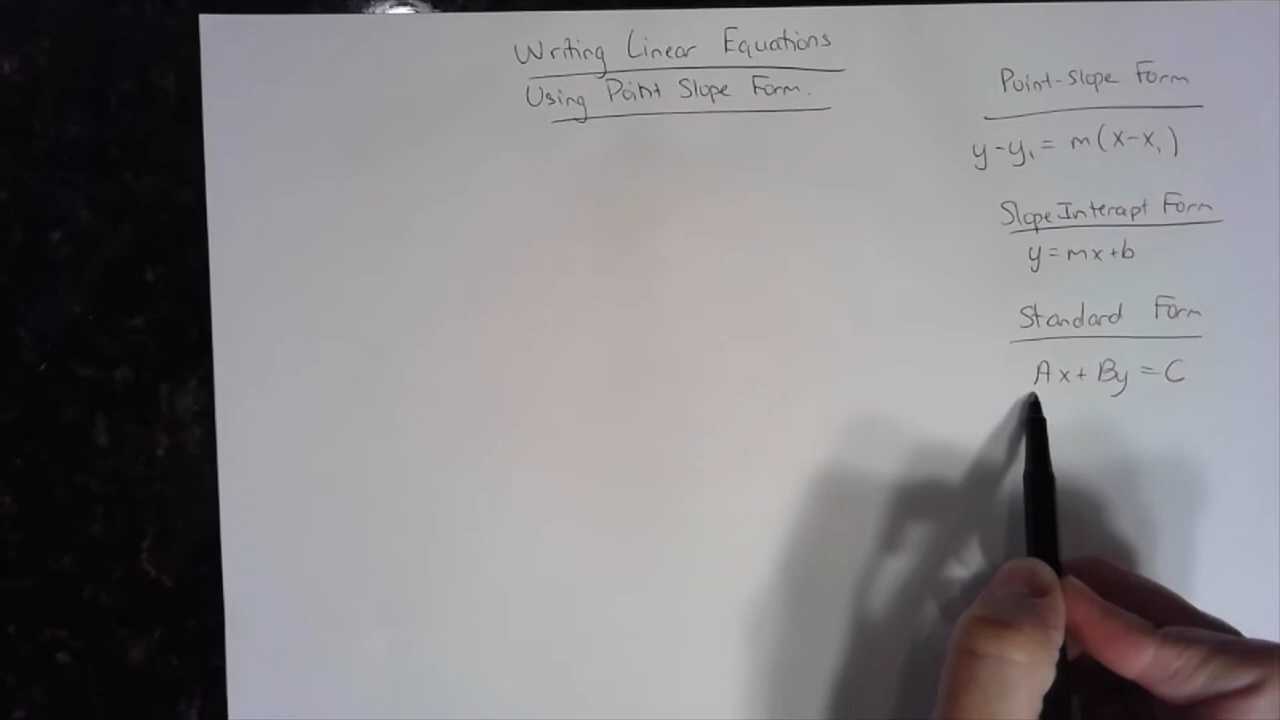 Writing Linear Equations
Using Point Slope Form.
Point-Slope Form
y-y₁ = m(x-x₁)
Slope Intercept Form
y=mx+b
Standard Form
Ax+ By = C